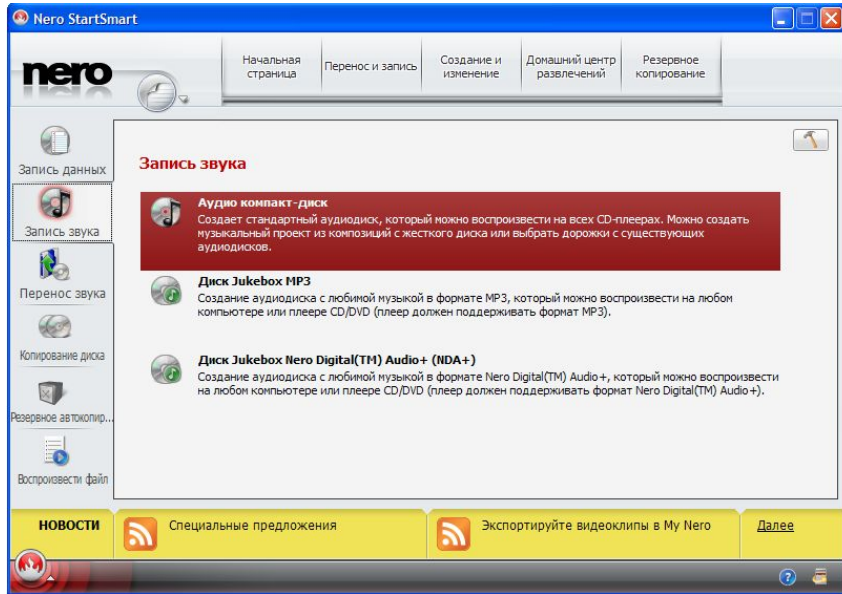 Nero StartSmart
nero
Начальная
страница
Перенос и запись
Создание и
изменение
Домашний центр
развлечений
Резервное
копирование
Запись данных
Запись звука
Перенос звука
Копирование диска
Резервное автокопир...
Воспроизвести файл
Запись звука
Аудио компакт-диск
Создает стандартный аудиодиск, который можно воспроизвести на всех CD-плеерах. Можно создать
музыкальный проект из композиций с жесткого диска или выбрать дорожки с существующих
аудиодисков.
Диск Jukebox MP3
Создание аудиодиска с любимой музыкой в формате MP3, который можно воспроизвести на любом
компьютере или плеере CD/DVD (плеер должен поддерживать формат MP3).
Диск Jukebox Nero Digital(TM) Audio+ (NDA+)
Создание аудиодиска с любимой музыкой в формате Nero Digital(TM) Audio+, который можно воспроизвести
на любом компьютере или плеере CD/DVD (плеер должен поддерживать формат Nero Digital(TM) Audio+).
НОВОСТИ
Специальные предложения
Экспортируйте видеоклипы в My Nero
Далее